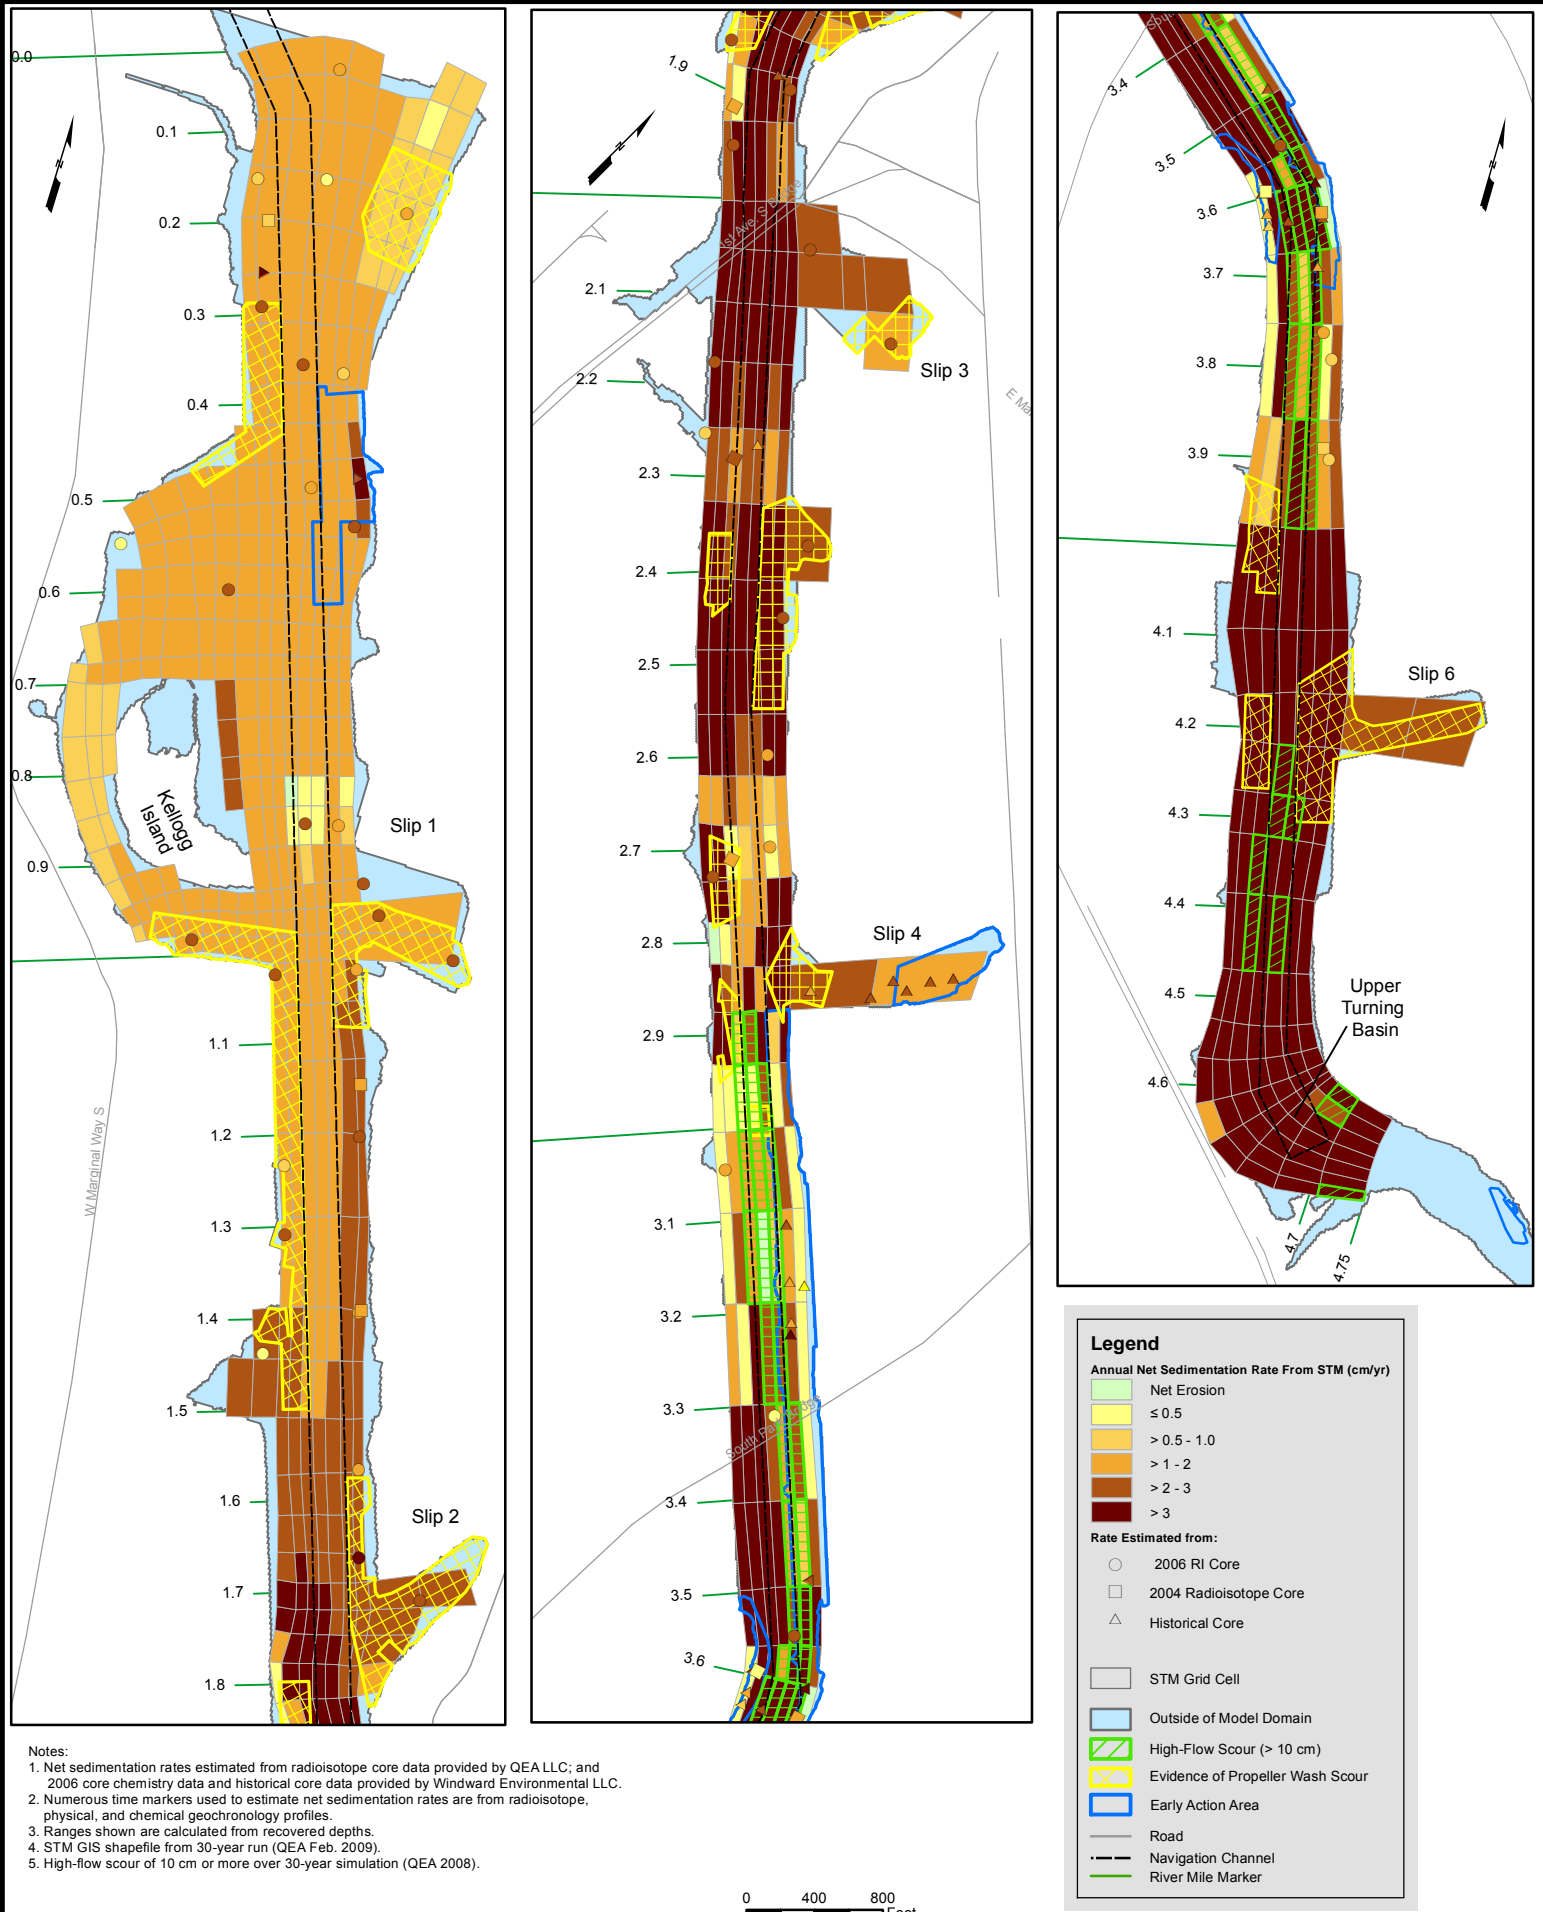 0.0
0.1
0.2
0.3
0.4
0.5
0.6
0.7
0.8
0.9
Kellogg
Island
Slip 1
1.1
1.2
1.3
1.4
1.5
1.6
1.7
1.8
Slip 2
W Marginal Way S
N
1.9
2.1
2.2
2.3
2.4
2.5
2.6
2.7
2.8
2.9
3.1
3.2
3.3
3.4
3.5
3.6
1st Ave. S Bridge
Slip 3
Slip 4
South Park Bridge
N
3.4
3.5
3.6
3.7
3.8
3.9
4.1
4.2
4.3
4.4
4.5
4.6
4.7
4.75
Slip 6
Upper
Turning
Basin
N
Legend
Annual Net Sedimentation Rate From STM (cm/yr)
Net Erosion
≤ 0.5
> 0.5 - 1.0
> 1 - 2
> 2 - 3
> 3
Rate Estimated from:
2006 RI Core
2004 Radioisotope Core
Historical Core
STM Grid Cell
Outside of Model Domain
High-Flow Scour (> 10 cm)
Evidence of Propeller Wash Scour
Early Action Area
Road
Navigation Channel
River Mile Marker
Notes:
1. Net sedimentation rates estimated from radioisotope core data provided by QEA LLC; and
2006 core chemistry data and historical core data provided by Windward Environmental LLC.
2. Numerous time markers used to estimate net sedimentation rates are from radioisotope,
physical, and chemical geochronology profiles.
3. Ranges shown are calculated from recovered depths.
4. STM GIS shapefile from 30-year run (QEA Feb. 2009).
5. High-flow scour of 10 cm or more over 30-year simulation (QEA 2008).
0 400 800
Feet